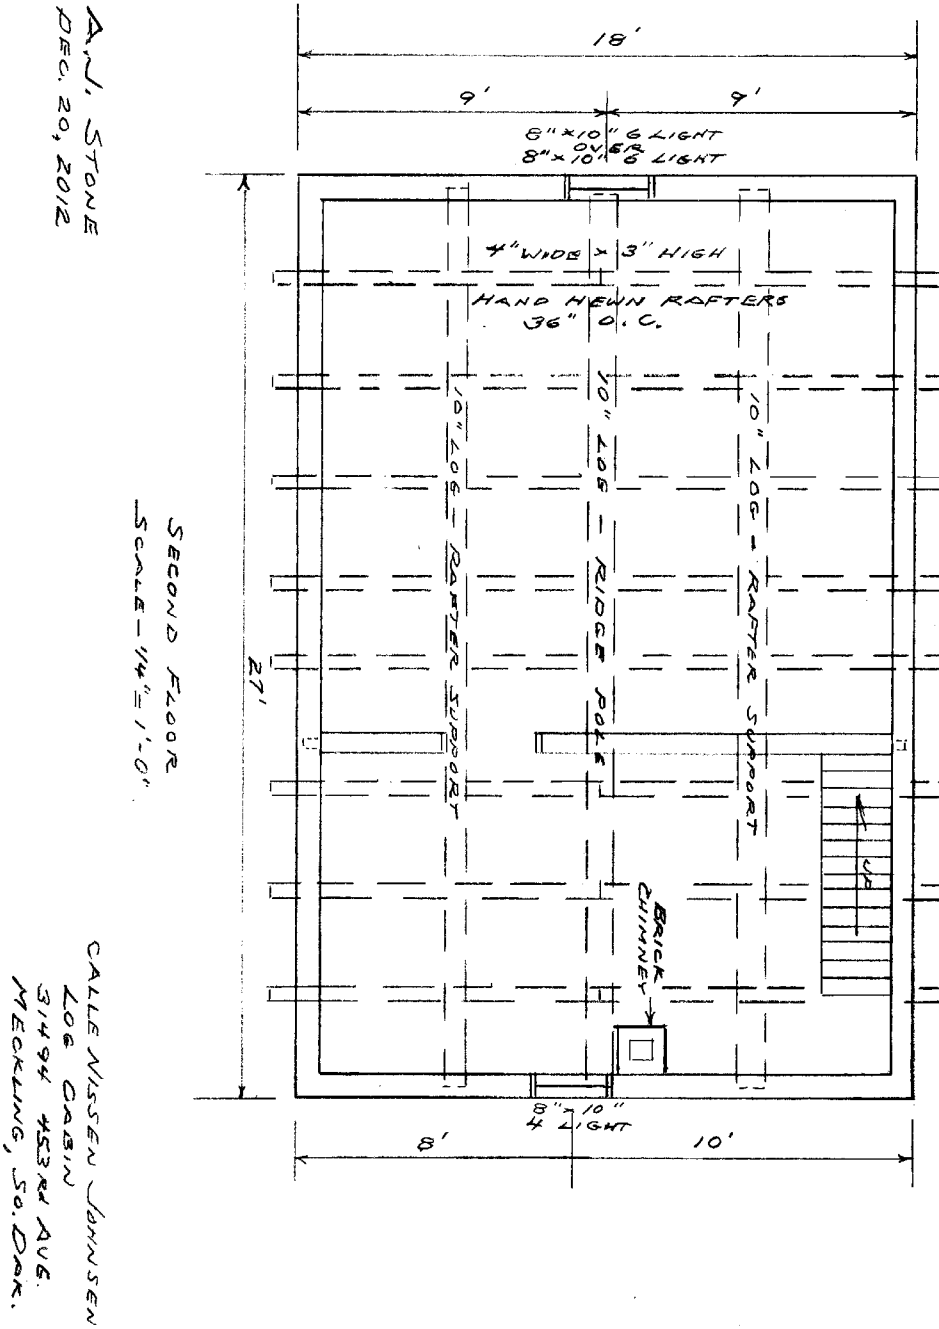 A.N. STONE
DEC. 20, 2012
18'
9'
9'
8" x 10" 6 LIGHT
OVER
8" x 10" 6 LIGHT
4" WIDE x 3" HIGH
HAND HEWN RAFTERS
36" O.C.
10" LOG - RAFTER SUPPORT
10" LOG - RIDGE POLE
10" LOG - RAFTER SUPPORT
27'
SECOND FLOOR
SCALE - 1/4" = 1'-0"
UP
BRICK
CHIMNEY
8" x 10"
4 LIGHT
8'
10'
CALLE NISSEN JOHNSEN
LOG CABIN
31494 453RD AVE.
MECKLING, SO. DAK.